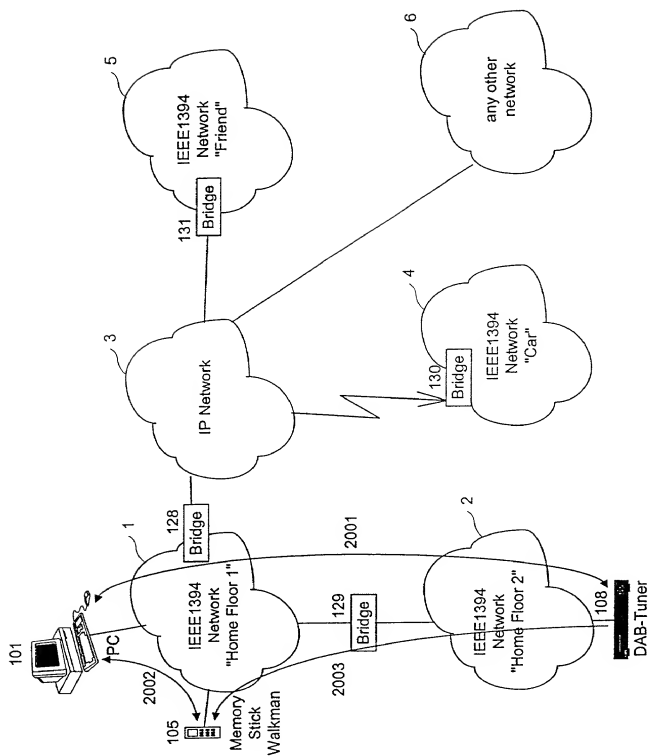 101
PC
2002
105
Memory
Stick
Walkman
1
IEEE1394
Network
"Home Floor 1"
128
Bridge
2001
129
Bridge
2003
2
IEEE1394
Network
"Home Floor 2"
108
DAB-Tuner
3
IP Network
130
Bridge
4
IEEE1394
Network
"Car"
131
Bridge
5
IEEE1394
Network
"Friend"
6
any other
network